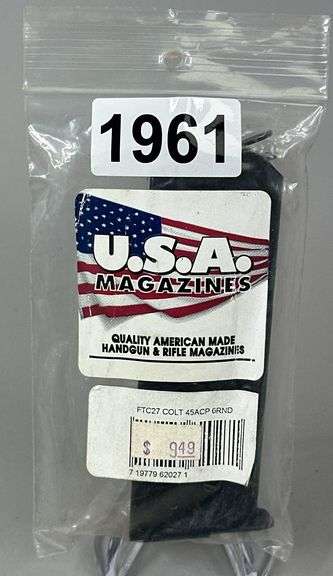 1961
U.S.A.
MAGAZINES
QUALITY AMERICAN MADE
HANDGUN & RIFLE MAGAZINES
FTC27 COLT 45ACP 6RND
$ 949
7 19779 62027 1